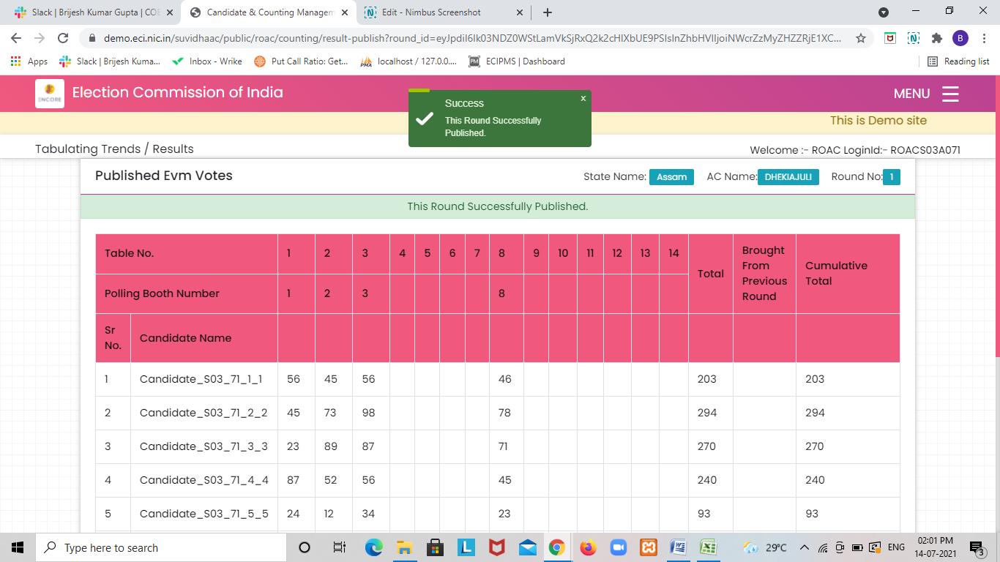 Slack | Brijesh Kumar Gupta | COE
Candidate & Counting Managem
Edit - Nimbus Screenshot
demo.eci.nic.in/suvidhaac/public/roac/counting/result-publish?round_id=
B
Apps
Slack | Brijesh Kuma...
Inbox - Wrike
Put Call Ratio: Get...
localhost / 127.0.0....
ECIPMS | Dashboard
Reading list
ENCORE
Election Commission of India
MENU
Success
x
This Round Successfully
Published.
This is Demo site
Tabulating Trends / Results
Welcome :- ROAC LoginId:- ROACS03A071
Published Evm Votes
State Name: Assam AC Name: DHEKIAJULI Round No: 1
This Round Successfully Published.
Table No. 1 2 3 4 5 6 7 8 9 10 11 12 13 14 Total Brought From Previous Round Cumulative Total
Polling Booth Number 1 2 3 8
Sr No. Candidate Name
1 Candidate_S03_71_1_1 56 45 56 46 203 203
2 Candidate_S03_71_2_2 45 73 98 78 294 294
3 Candidate_S03_71_3_3 23 89 87 71 270 270
4 Candidate_S03_71_4_4 87 52 56 45 240 240
5 Candidate_S03_71_5_5 24 12 34 23 93 93
Type here to search
29°C
ENG
02:01 PM
14-07-2021
3